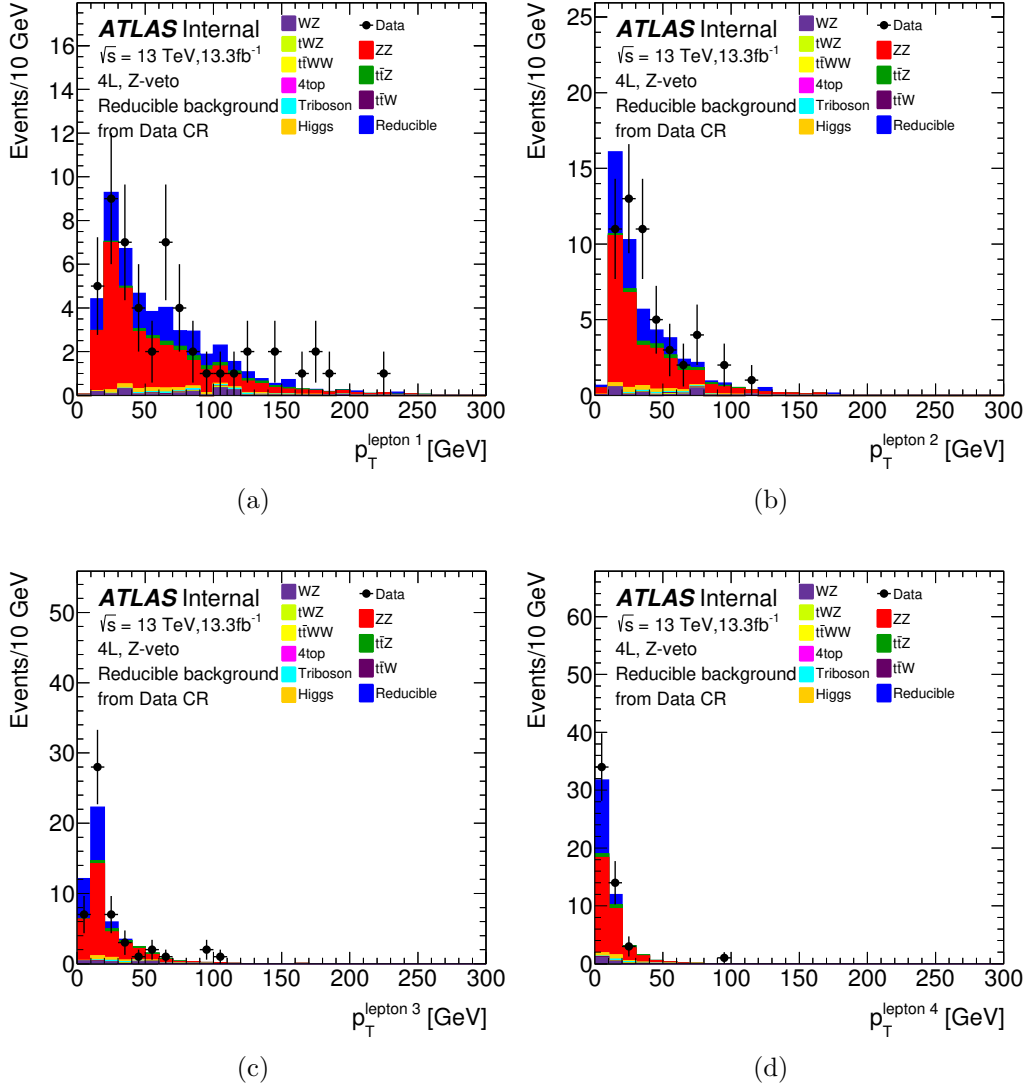 Events/10 GeV
16
14
12
10
8
6
4
2
0
ATLAS Internal
√s = 13 TeV,13.3fb⁻¹
4L, Z-veto
Reducible background
from Data CR
WZ
tWZ
tt̄WW
4top
Triboson
Higgs
Data
ZZ
tt̄Z
tt̄W
Reducible
0 50 100 150 200 250 300
p_T^lepton 1 [GeV]
(a)
Events/10 GeV
25
20
15
10
5
0
ATLAS Internal
√s = 13 TeV,13.3fb⁻¹
4L, Z-veto
Reducible background
from Data CR
WZ
tWZ
tt̄WW
4top
Triboson
Higgs
Data
ZZ
tt̄Z
tt̄W
Reducible
0 50 100 150 200 250 300
p_T^lepton 2 [GeV]
(b)
Events/10 GeV
50
40
30
20
10
0
ATLAS Internal
√s = 13 TeV,13.3fb⁻¹
4L, Z-veto
Reducible background
from Data CR
WZ
tWZ
tt̄WW
4top
Triboson
Higgs
Data
ZZ
tt̄Z
tt̄W
Reducible
0 50 100 150 200 250 300
p_T^lepton 3 [GeV]
(c)
Events/10 GeV
60
50
40
30
20
10
0
ATLAS Internal
√s = 13 TeV,13.3fb⁻¹
4L, Z-veto
Reducible background
from Data CR
WZ
tWZ
tt̄WW
4top
Triboson
Higgs
Data
ZZ
tt̄Z
tt̄W
Reducible
0 50 100 150 200 250 300
p_T^lepton 4 [GeV]
(d)